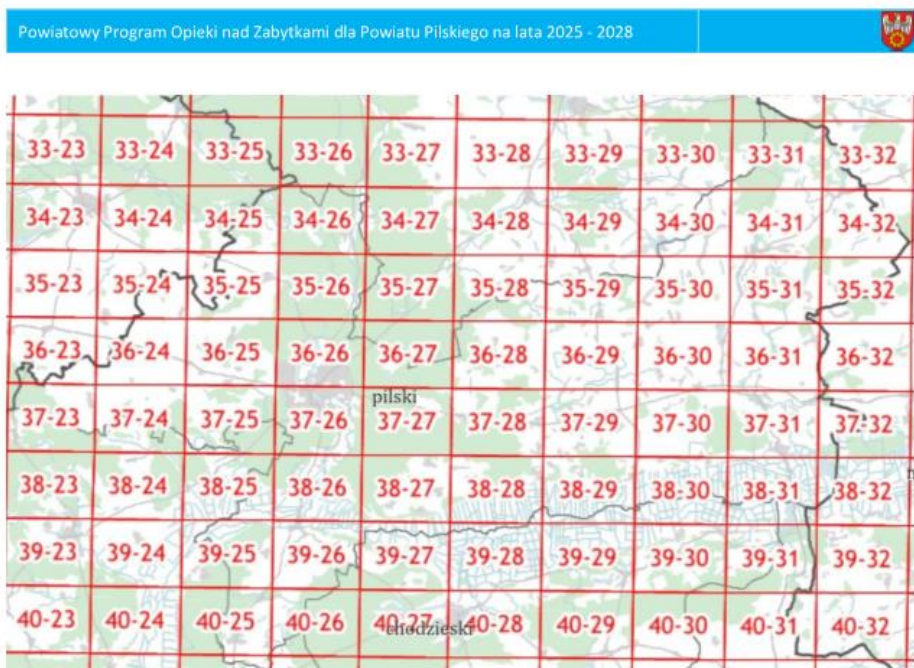 Powiatowy Program Opieki nad Zabytkami dla Powiatu Pilskiego na lata 2025 - 2028
33-23 33-24 33-25 33-26 33-27 33-28 33-29 33-30 33-31 33-32
34-23 34-24 34-25 34-26 34-27 34-28 34-29 34-30 34-31 34-32
35-23 35-24 35-25 35-26 35-27 35-28 35-29 35-30 35-31 35-32
36-23 36-24 36-25 36-26 36-27 36-28 36-29 36-30 36-31 36-32
pilski
37-23 37-24 37-25 37-26 37-27 37-28 37-29 37-30 37-31 37-32
38-23 38-24 38-25 38-26 38-27 38-28 38-29 38-30 38-31 38-32
39-23 39-24 39-25 39-26 39-27 39-28 39-29 39-30 39-31 39-32
40-23 40-24 40-25 40-26 40-27 40-28 40-29 40-30 40-31 40-32
chodzieski